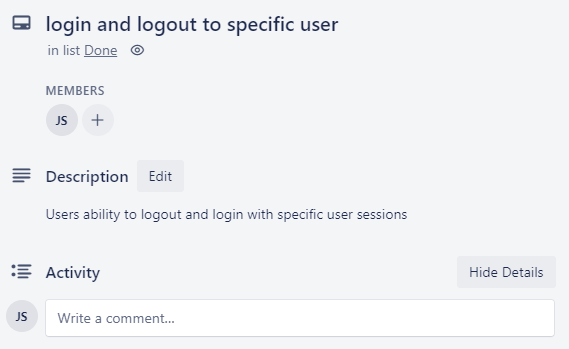 login and logout to specific user
in list Done
MEMBERS
JS
+
Description Edit
Users ability to logout and login with specific user sessions
Activity Hide Details
JS Write a comment...